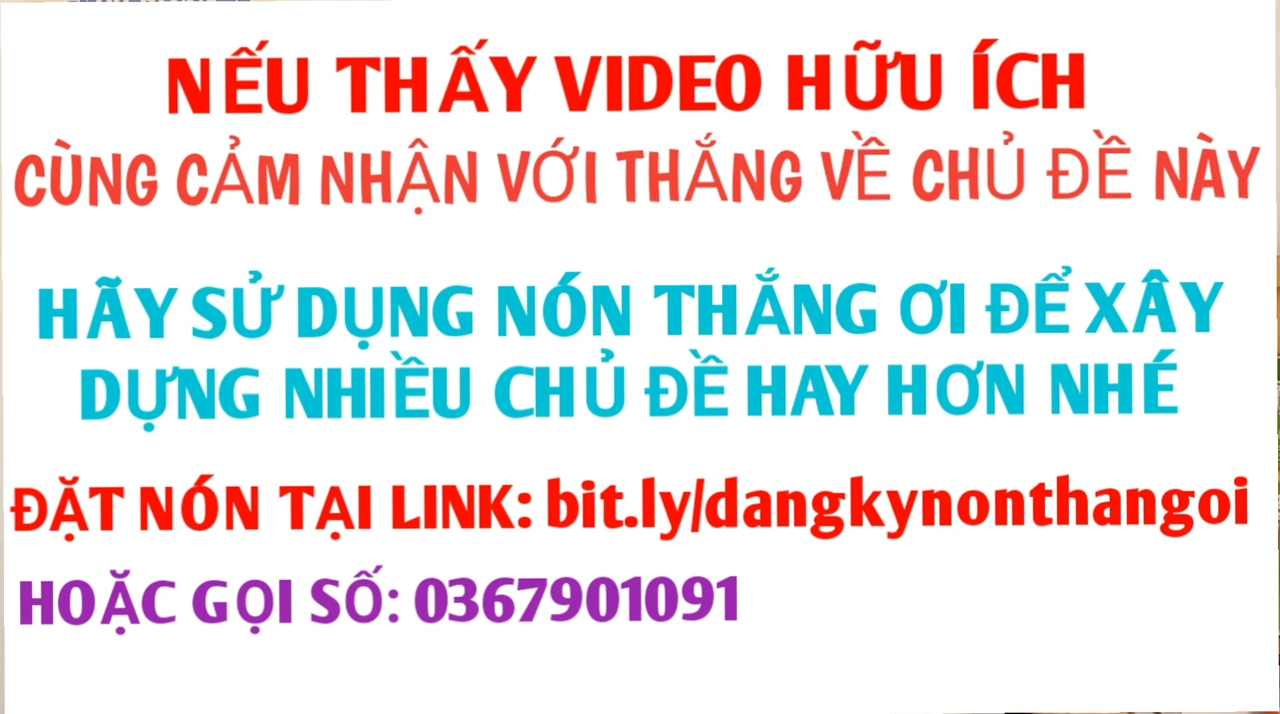 NẾU THẤY VIDEO HỮU ÍCH
CÙNG CẢM NHẬN VỚI THẮNG VỀ CHỦ ĐỀ NÀY
HÃY SỬ DỤNG NÓN THẮNG ƠI ĐỂ XÂY
DỰNG NHIỀU CHỦ ĐỀ HAY HƠN NHÉ
ĐẶT NÓN TẠI LINK: bit.ly/dangkynonthangoi
HOẶC GỌI SỐ: 0367901091